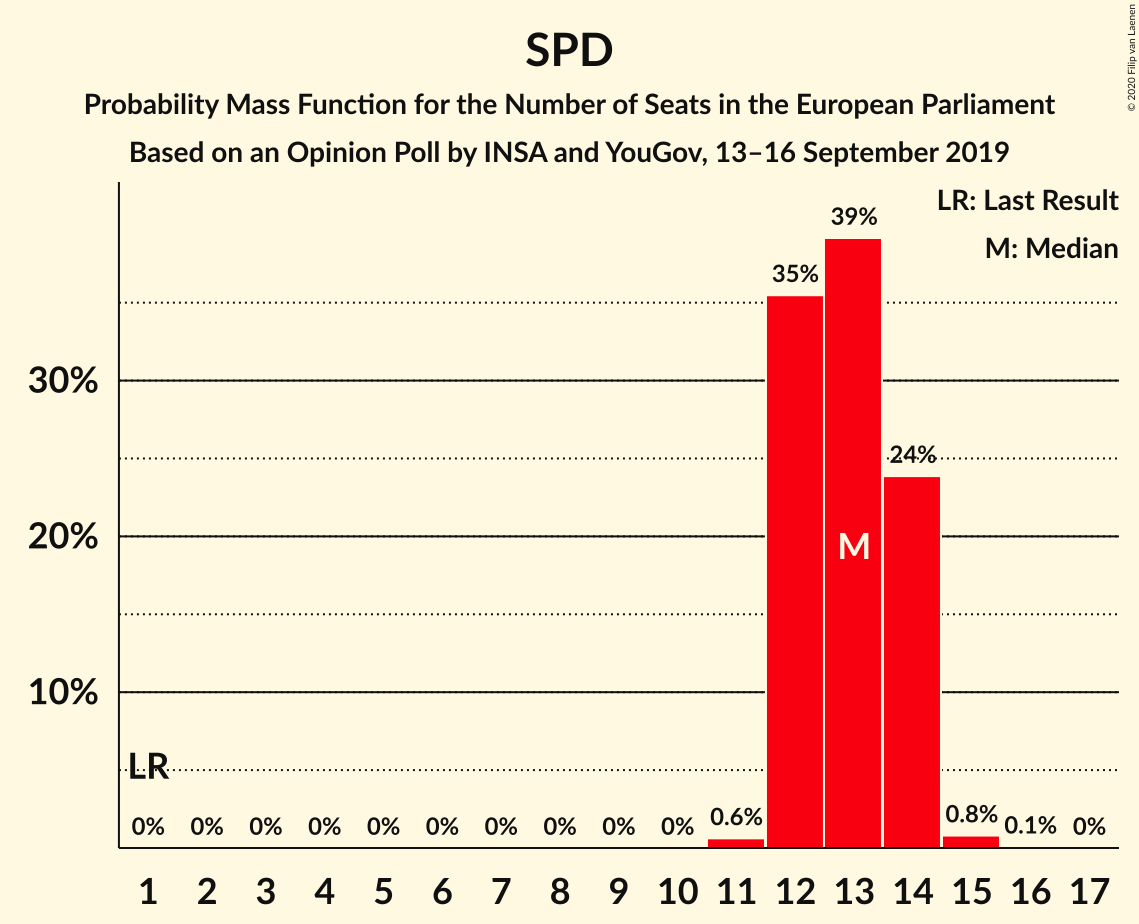 © 2020 Filip van Laenen
SPD
Probability Mass Function for the Number of Seats in the European Parliament
Based on an Opinion Poll by INSA and YouGov, 13–16 September 2019
LR: Last Result
M: Median
39%
35%
30%
24%
20%
M
10%
LR
0% 0% 0% 0% 0% 0% 0% 0% 0% 0% 0.6% 0.8% 0.1% 0%
1 2 3 4 5 6 7 8 9 10 11 12 13 14 15 16 17